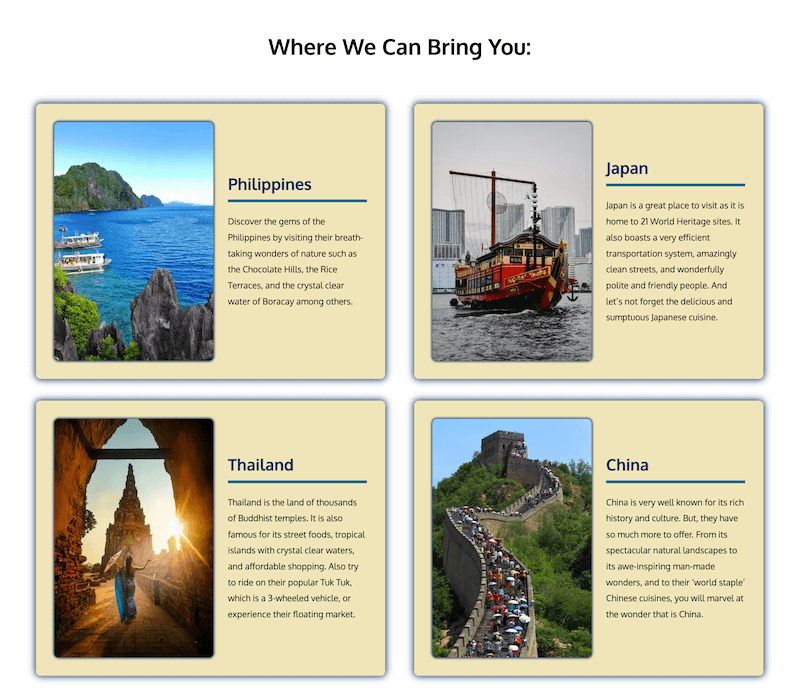 Where We Can Bring You:
Philippines
Discover the gems of the
Philippines by visiting their breath-
taking wonders of nature such as
the Chocolate Hills, the Rice
Terraces, and the crystal clear
water of Boracay among others.
Japan
Japan is a great place to visit as it is
home to 21 World Heritage sites. It
also boasts a very efficient
transportation system, amazingly
clean streets, and wonderfully
polite and friendly people. And
let's not forget the delicious and
sumptuous Japanese cuisine.
Thailand
Thailand is the land of thousands
of Buddhist temples. It is also
famous for its street foods, tropical
islands with crystal clear waters,
and affordable shopping. Also try
to ride on their popular Tuk Tuk,
which is a 3-wheeled vehicle, or
experience their floating market.
China
China is very well known for its rich
history and culture. But, they have
so much more to offer. From its
spectacular natural landscapes to
its awe-inspiring man-made
wonders, and to their 'world staple'
Chinese cuisines, you will marvel at
the wonder that is China.